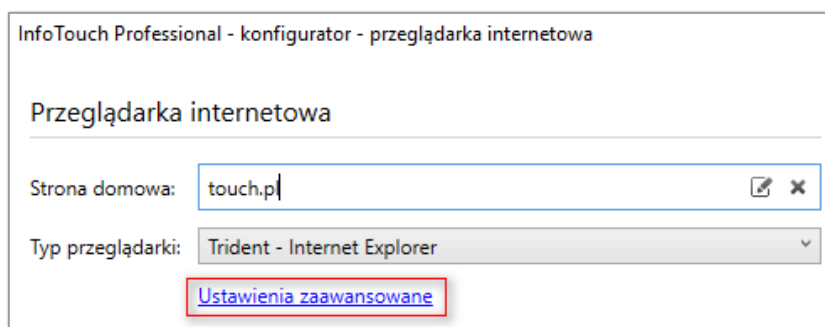 InfoTouch Professional - konfigurator - przeglądarka internetowa
Przeglądarka internetowa
Strona domowa: touch.pl
Typ przeglądarki: Trident - Internet Explorer
Ustawienia zaawansowane